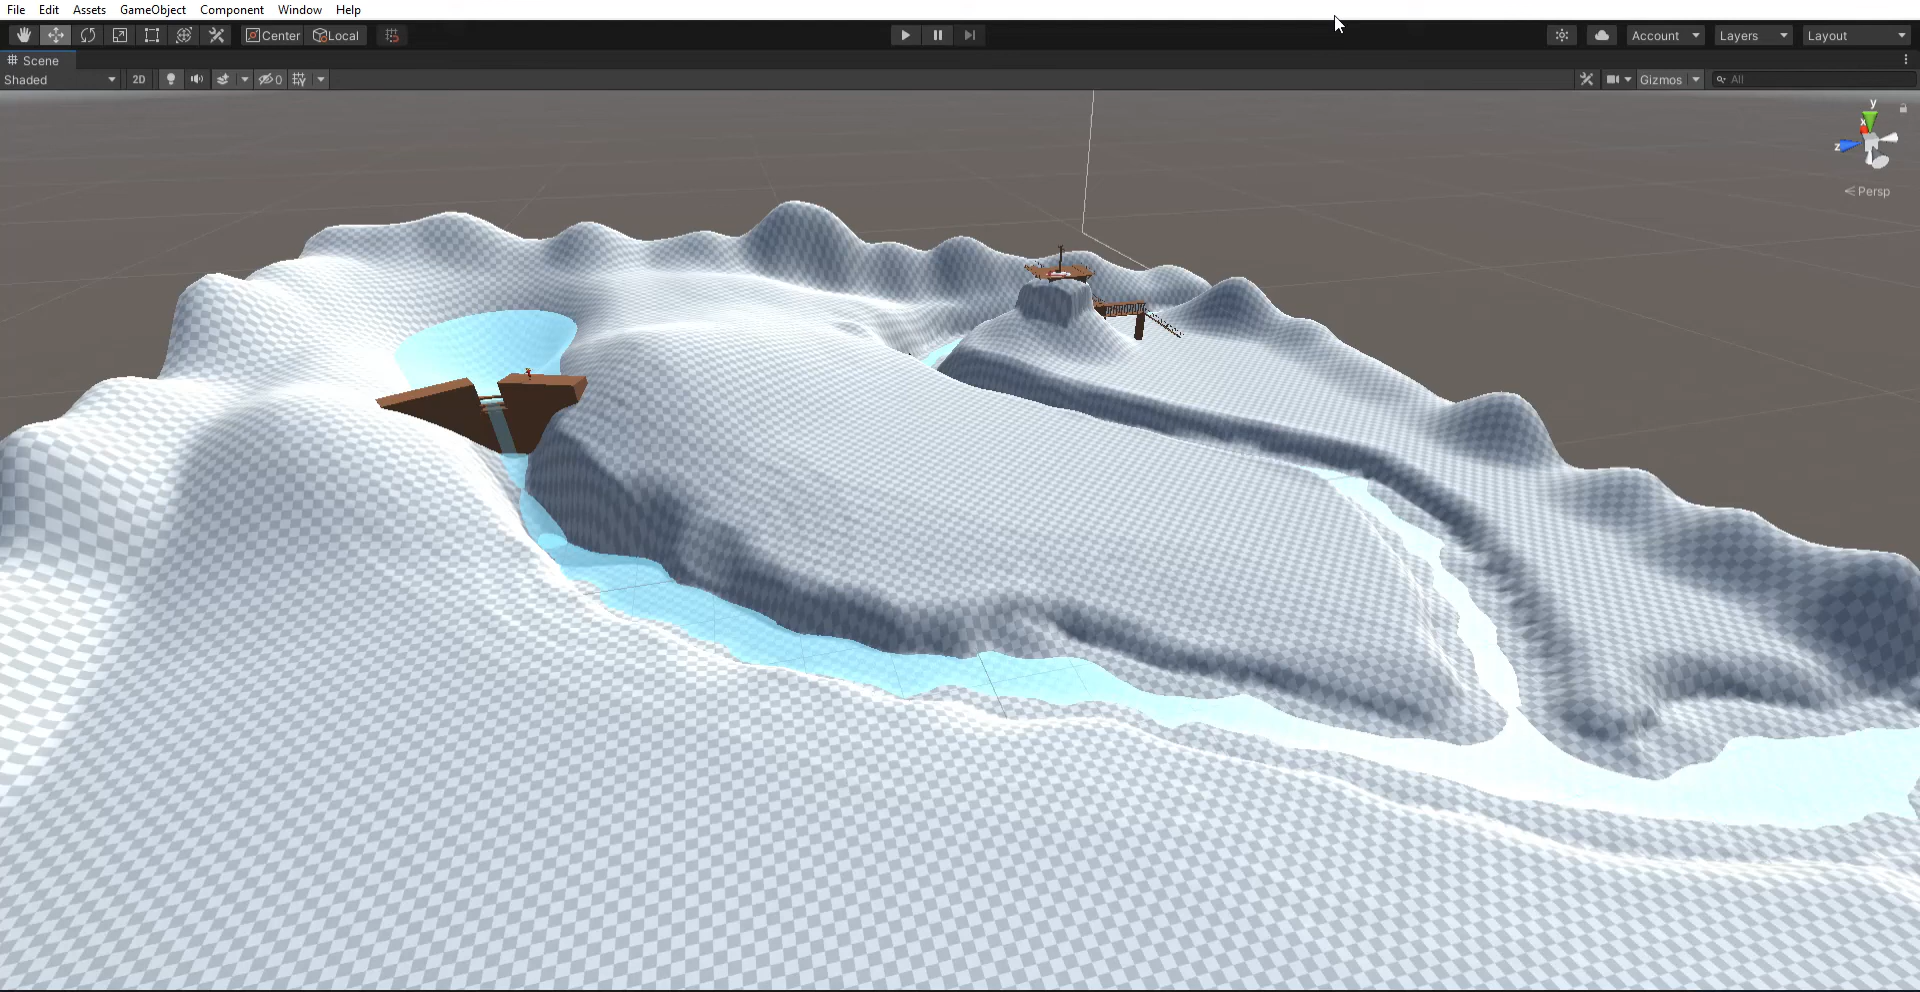 File Edit Assets GameObject Component Window Help
Center Local Account Layers Layout
Scene
Shaded 2D 0 Gizmos All
y
x
z
Persp